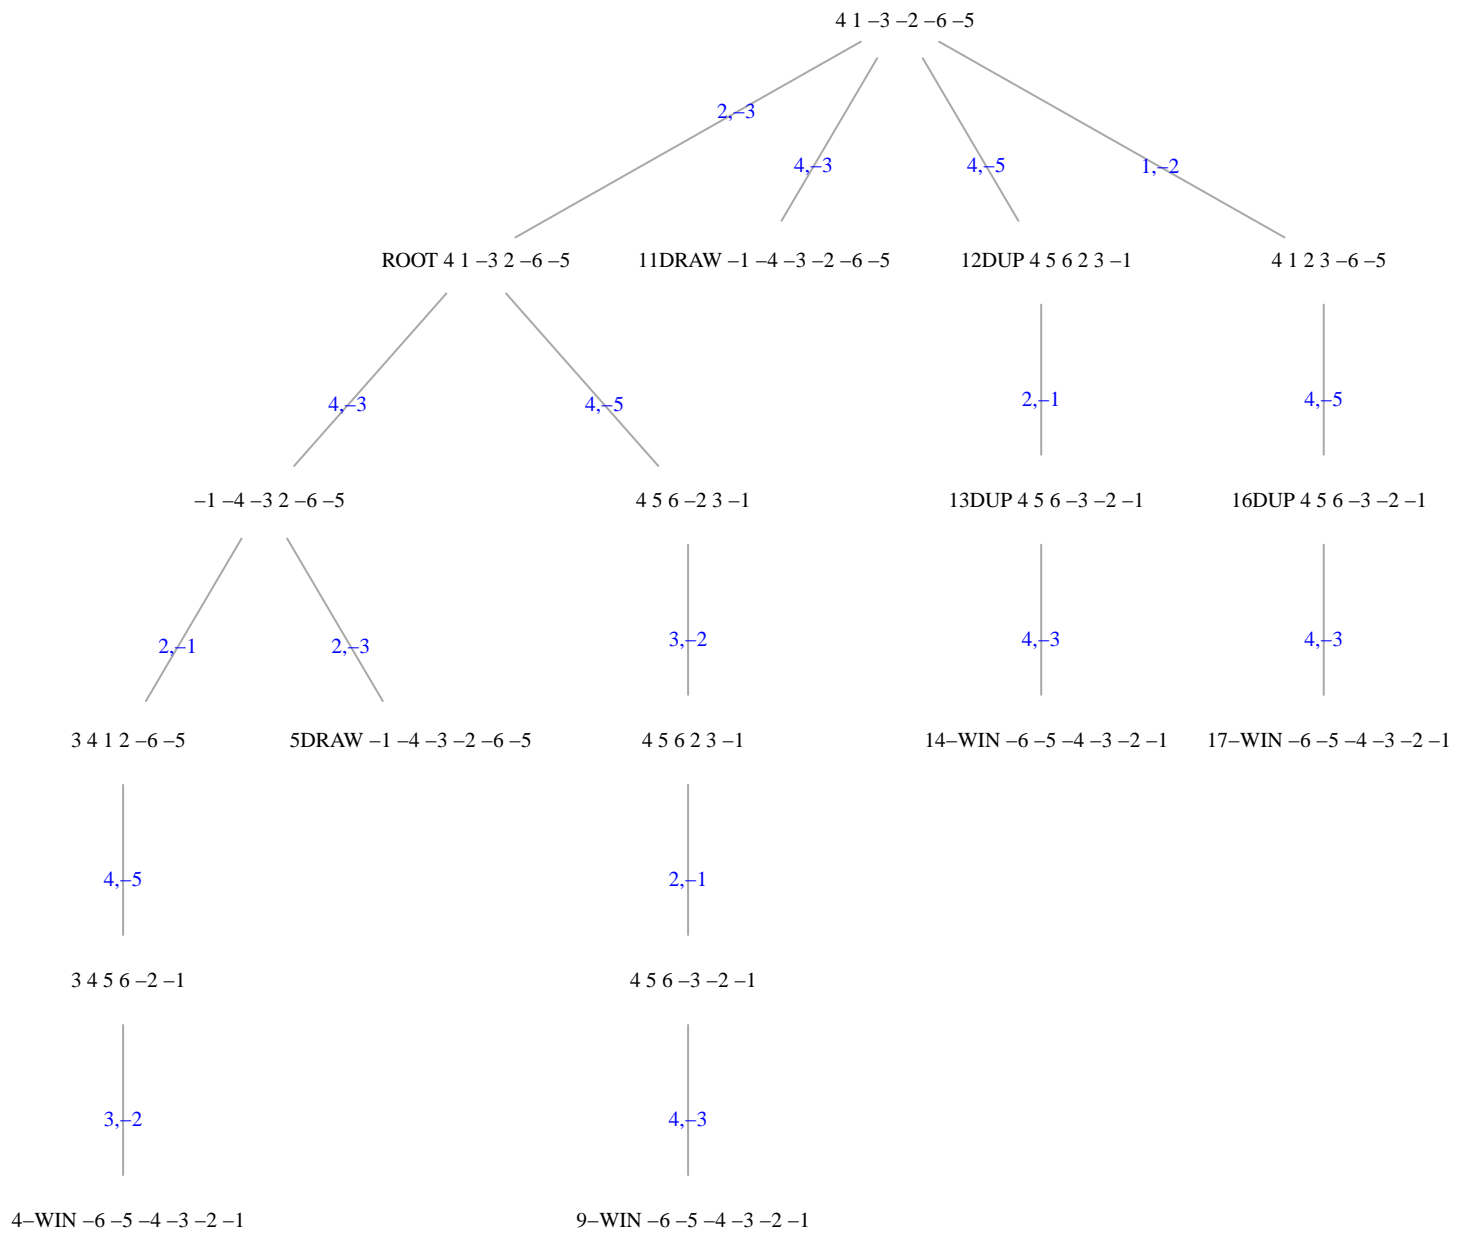 4 1 –3 –2 –6 –5
2,–3
4,–3
4,–5
1,–2
ROOT 4 1 –3 2 –6 –5
11DRAW –1 –4 –3 –2 –6 –5
12DUP 4 5 6 2 3 –1
4 1 2 3 –6 –5
4,–3
4,–5
2,–1
4,–5
–1 –4 –3 2 –6 –5
4 5 6 –2 3 –1
13DUP 4 5 6 –3 –2 –1
16DUP 4 5 6 –3 –2 –1
2,–1
2,–3
3,–2
4,–3
4,–3
3 4 1 2 –6 –5
5DRAW –1 –4 –3 –2 –6 –5
4 5 6 2 3 –1
14–WIN –6 –5 –4 –3 –2 –1
17–WIN –6 –5 –4 –3 –2 –1
4,–5
2,–1
3 4 5 6 –2 –1
4 5 6 –3 –2 –1
3,–2
4,–3
4–WIN –6 –5 –4 –3 –2 –1
9–WIN –6 –5 –4 –3 –2 –1